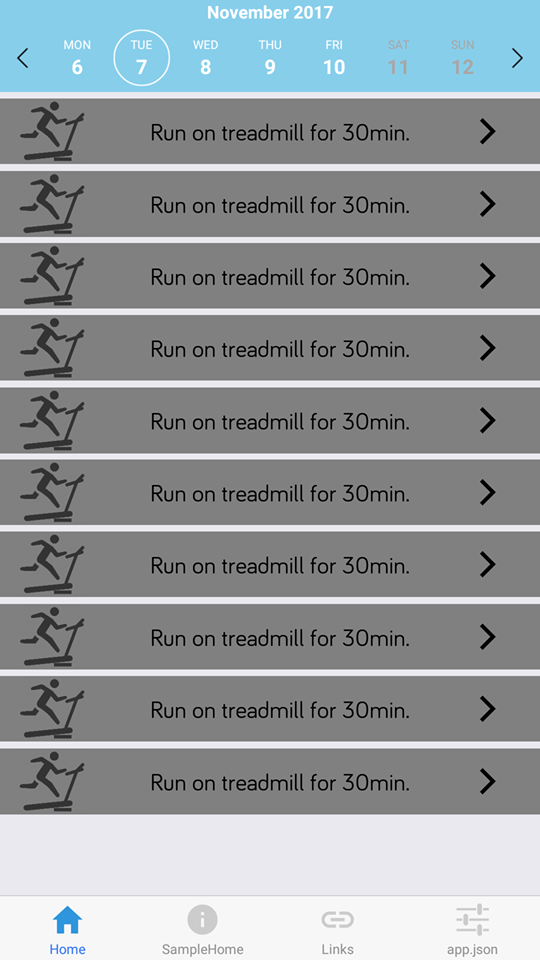 November 2017
MON TUE WED THU FRI SAT SUN
6 7 8 9 10 11 12
Run on treadmill for 30min.
Run on treadmill for 30min.
Run on treadmill for 30min.
Run on treadmill for 30min.
Run on treadmill for 30min.
Run on treadmill for 30min.
Run on treadmill for 30min.
Run on treadmill for 30min.
Run on treadmill for 30min.
Run on treadmill for 30min.
Home SampleHome Links app.json